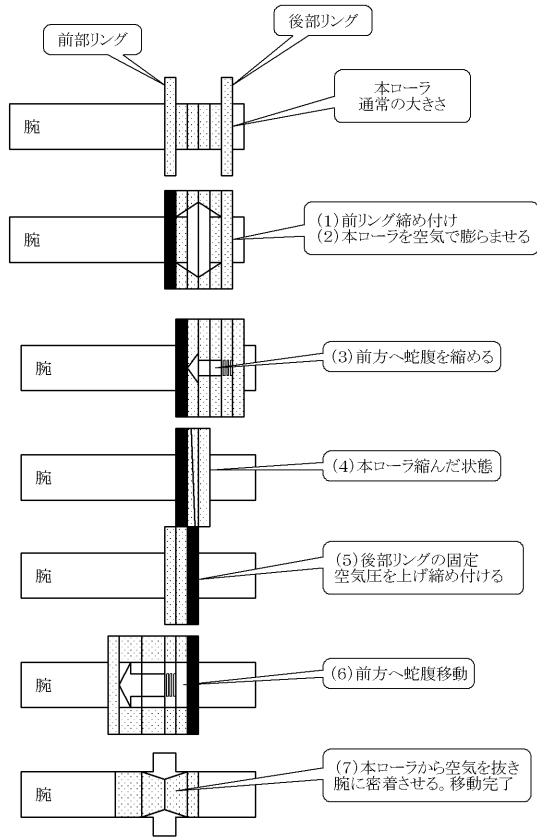 後部リング
前部リング
本ローラ
通常の大きさ
腕
(1)前リング締め付け
(2)本ローラを空気で膨らませる
腕
(3)前方へ蛇腹を縮める
腕
(4)本ローラ縮んだ状態
腕
(5)後部リングの固定
空気圧を上げ締め付ける
腕
(6)前方へ蛇腹移動
腕
(7)本ローラから空気を抜き
腕に密着させる。移動完了
腕